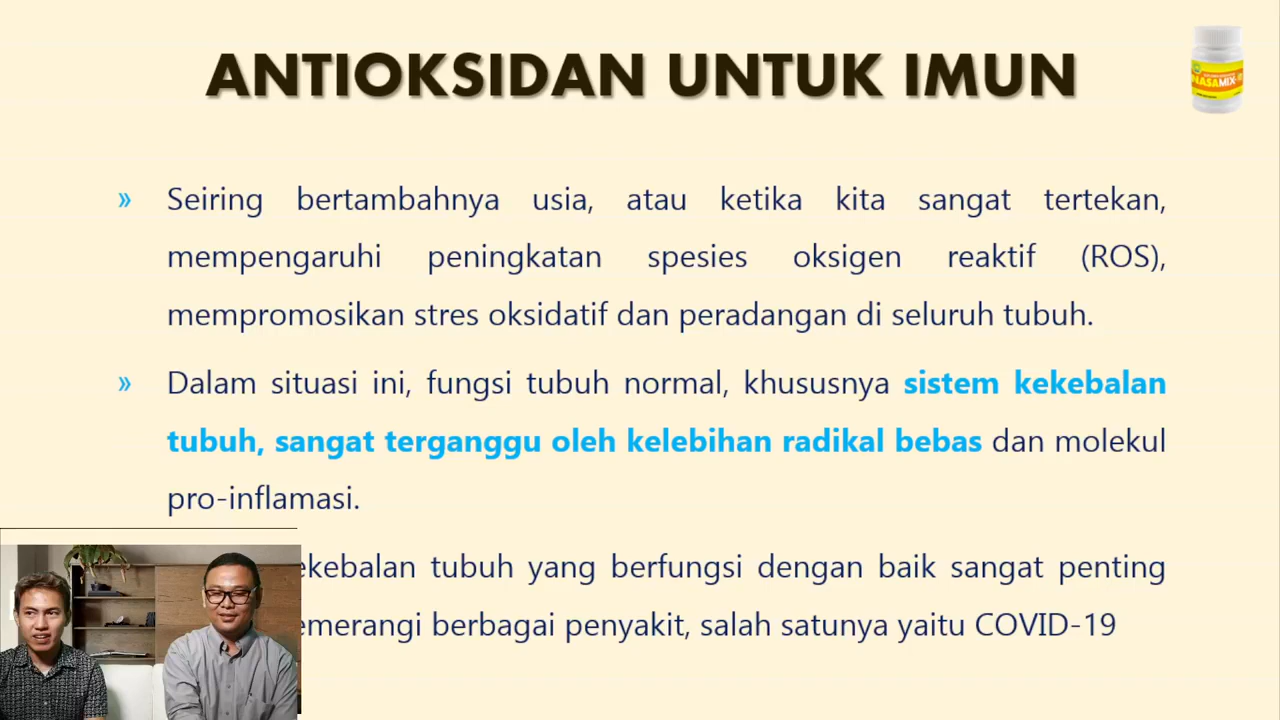 ANTIOKSIDAN UNTUK IMUN
» Seiring bertambahnya usia, atau ketika kita sangat tertekan,
mempengaruhi peningkatan spesies oksigen reaktif (ROS),
mempromosikan stres oksidatif dan peradangan di seluruh tubuh.
» Dalam situasi ini, fungsi tubuh normal, khususnya sistem kekebalan
tubuh, sangat terganggu oleh kelebihan radikal bebas dan molekul
pro-inflamasi.
tubuh yang berfungsi dengan baik sangat penting
berbagai penyakit, salah satunya yaitu COVID-19